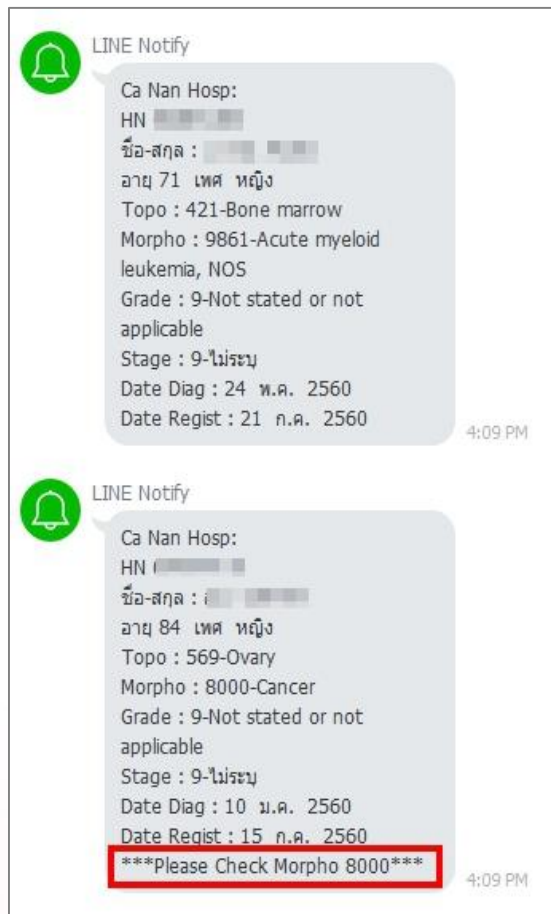 LINE Notify
Ca Nan Hosp:
HN
ชื่อ-สกุล :
อายุ 71 เพศ หญิง
Topo : 421-Bone marrow
Morpho : 9861-Acute myeloid
leukemia, NOS
Grade : 9-Not stated or not
applicable
Stage : 9-ไม่ระบุ
Date Diag : 24 พ.ค. 2560
Date Regist : 21 ก.ค. 2560
4:09 PM
LINE Notify
Ca Nan Hosp:
HN
ชื่อ-สกุล :
อายุ 84 เพศ หญิง
Topo : 569-Ovary
Morpho : 8000-Cancer
Grade : 9-Not stated or not
applicable
Stage : 9-ไม่ระบุ
Date Diag : 10 ม.ค. 2560
Date Regist : 15 ก.ค. 2560
***Please Check Morpho 8000***
4:09 PM